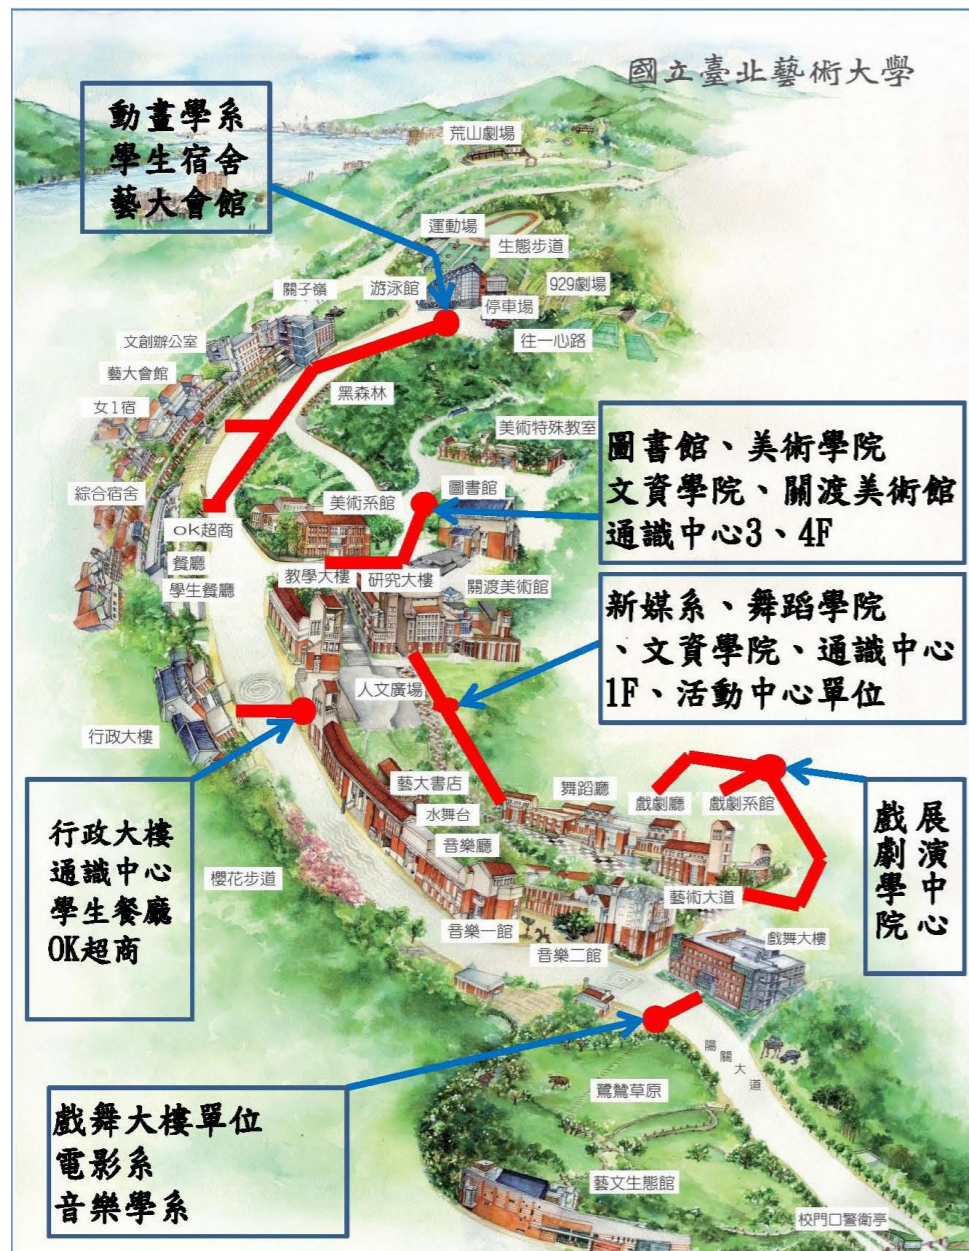 國立臺北藝術大學
動畫學系
學生宿舍
藝大會館
荒山劇場
運動場
生態步道
關子嶺
游泳館
929劇場
停車場
往一心路
文創辦公室
藝大會館
女1宿
黑森林
綜合宿舍
美術特殊教室
美術系館
圖書館
ok超商
餐廳
學生餐廳
教學大樓
研究大樓
關渡美術館
圖書館、美術學院
文資學院、關渡美術館
通識中心3、4F
新媒系、舞蹈學院
、文資學院、通識中心
1F、活動中心單位
人文廣場
行政大樓
藝大書店
水舞台
音樂廳
舞蹈廳
戲劇廳
戲劇系館
展演中心
戲劇學院
行政大樓
通識中心
學生餐廳
OK超商
櫻花步道
音樂一館
音樂二館
藝術大道
戲舞大樓
陽關大道
鷺鷥草原
戲舞大樓單位
電影系
音樂學系
藝文生態館
校門口警衛亭